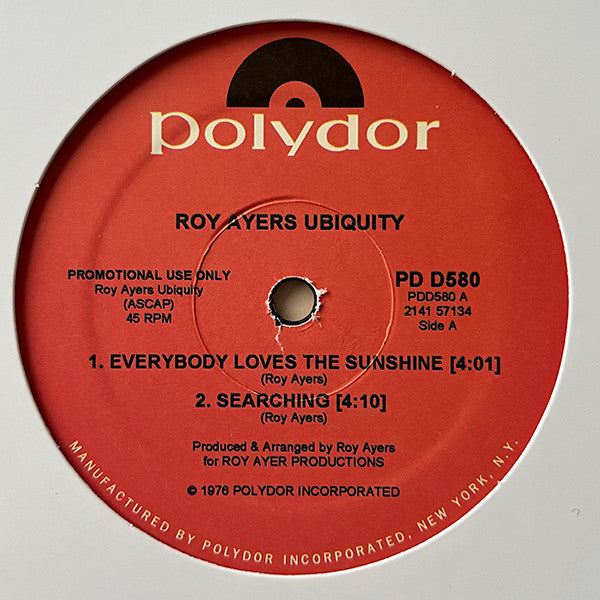 polydor
ROY AYERS UBIQUITY
PROMOTIONAL USE ONLY
Roy Ayers Ubiquity
(ASCAP)
45 RPM
PD D580
PDD580 A
2141 57134
Side A
1. EVERYBODY LOVES THE SUNSHINE [4:01]
(Roy Ayers)
2. SEARCHING [4:10]
(Roy Ayers)
Produced & Arranged by Roy Ayers
for ROY AYER PRODUCTIONS
© 1976 POLYDOR INCORPORATED
MANUFACTURED BY POLYDOR INCORPORATED, NEW YORK, N.Y.